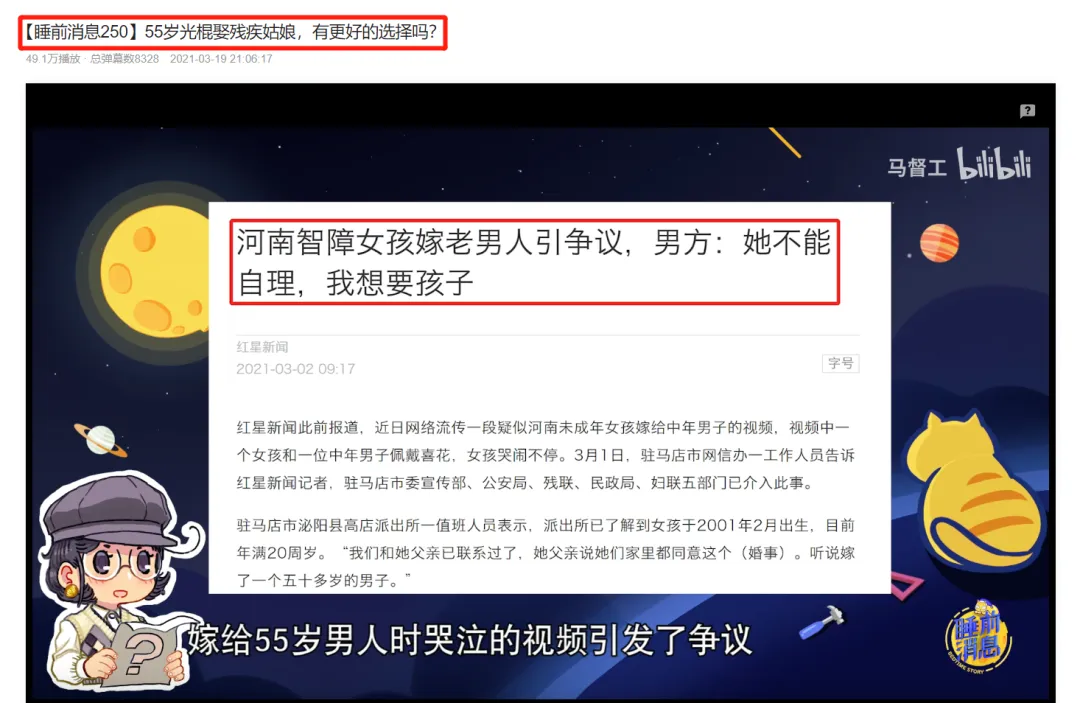 【睡前消息250】55岁光棍娶残疾姑娘，有更好的选择吗?
49.1万播放 · 总弹幕数8328 2021-03-19 21:06:17
?
马督工 bilibili
河南智障女孩嫁老男人引争议，男方：她不能
自理，我想要孩子
红星新闻
2021-03-02 09:17
字号
红星新闻此前报道，近日网络流传一段疑似河南未成年女孩嫁给中年男子的视频，视频中一
个女孩和一位中年男子佩戴喜花，女孩哭闹不停。3月1日，驻马店市网信办一工作人员告诉
红星新闻记者，驻马店市委宣传部、公安局、残联、民政局、妇联五部门已介入此事。
驻马店市泌阳县高店派出所一值班人员表示，派出所已了解到女孩于2001年2月出生，目前
年满20周岁。“我们和她父亲已联系过了，她父亲说她们家里都同意这个（婚事）。听说嫁
了一个五十多岁的男子。”
?
嫁给55岁男人时哭泣的视频引发了争议
睡前
消息
BEDTIME STORY